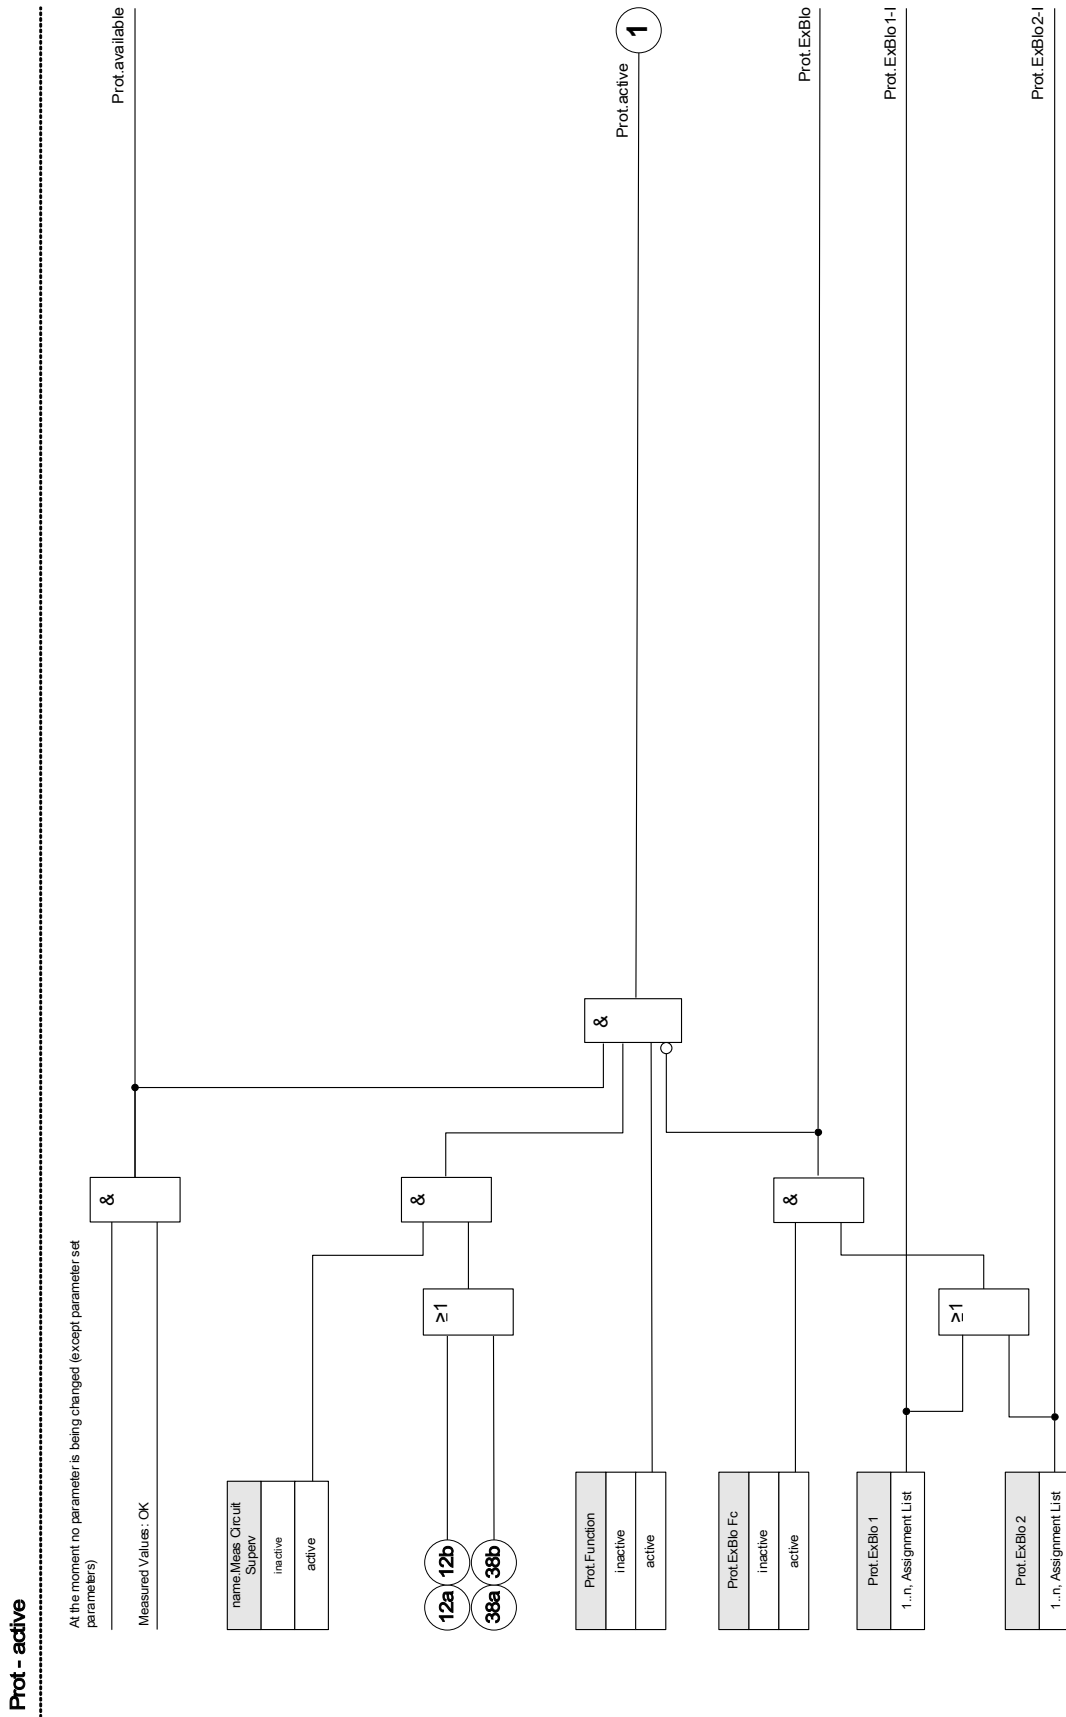 Prot - active
At the moment no parameter is being changed (except parameter set
parameters)
Measured Values: OK
&
Prot.available
name.Meas Circuit
Superv
inactive
active
12a
12b
38a
38b
≥1
&
Prot.Function
inactive
active
&
Prot.active
1
Prot.ExBlo Fc
inactive
active
&
Prot.ExBlo
Prot.ExBlo 1
1..n, Assignment List
≥1
Prot.ExBlo1-I
Prot.ExBlo 2
1..n, Assignment List
Prot.ExBlo2-I